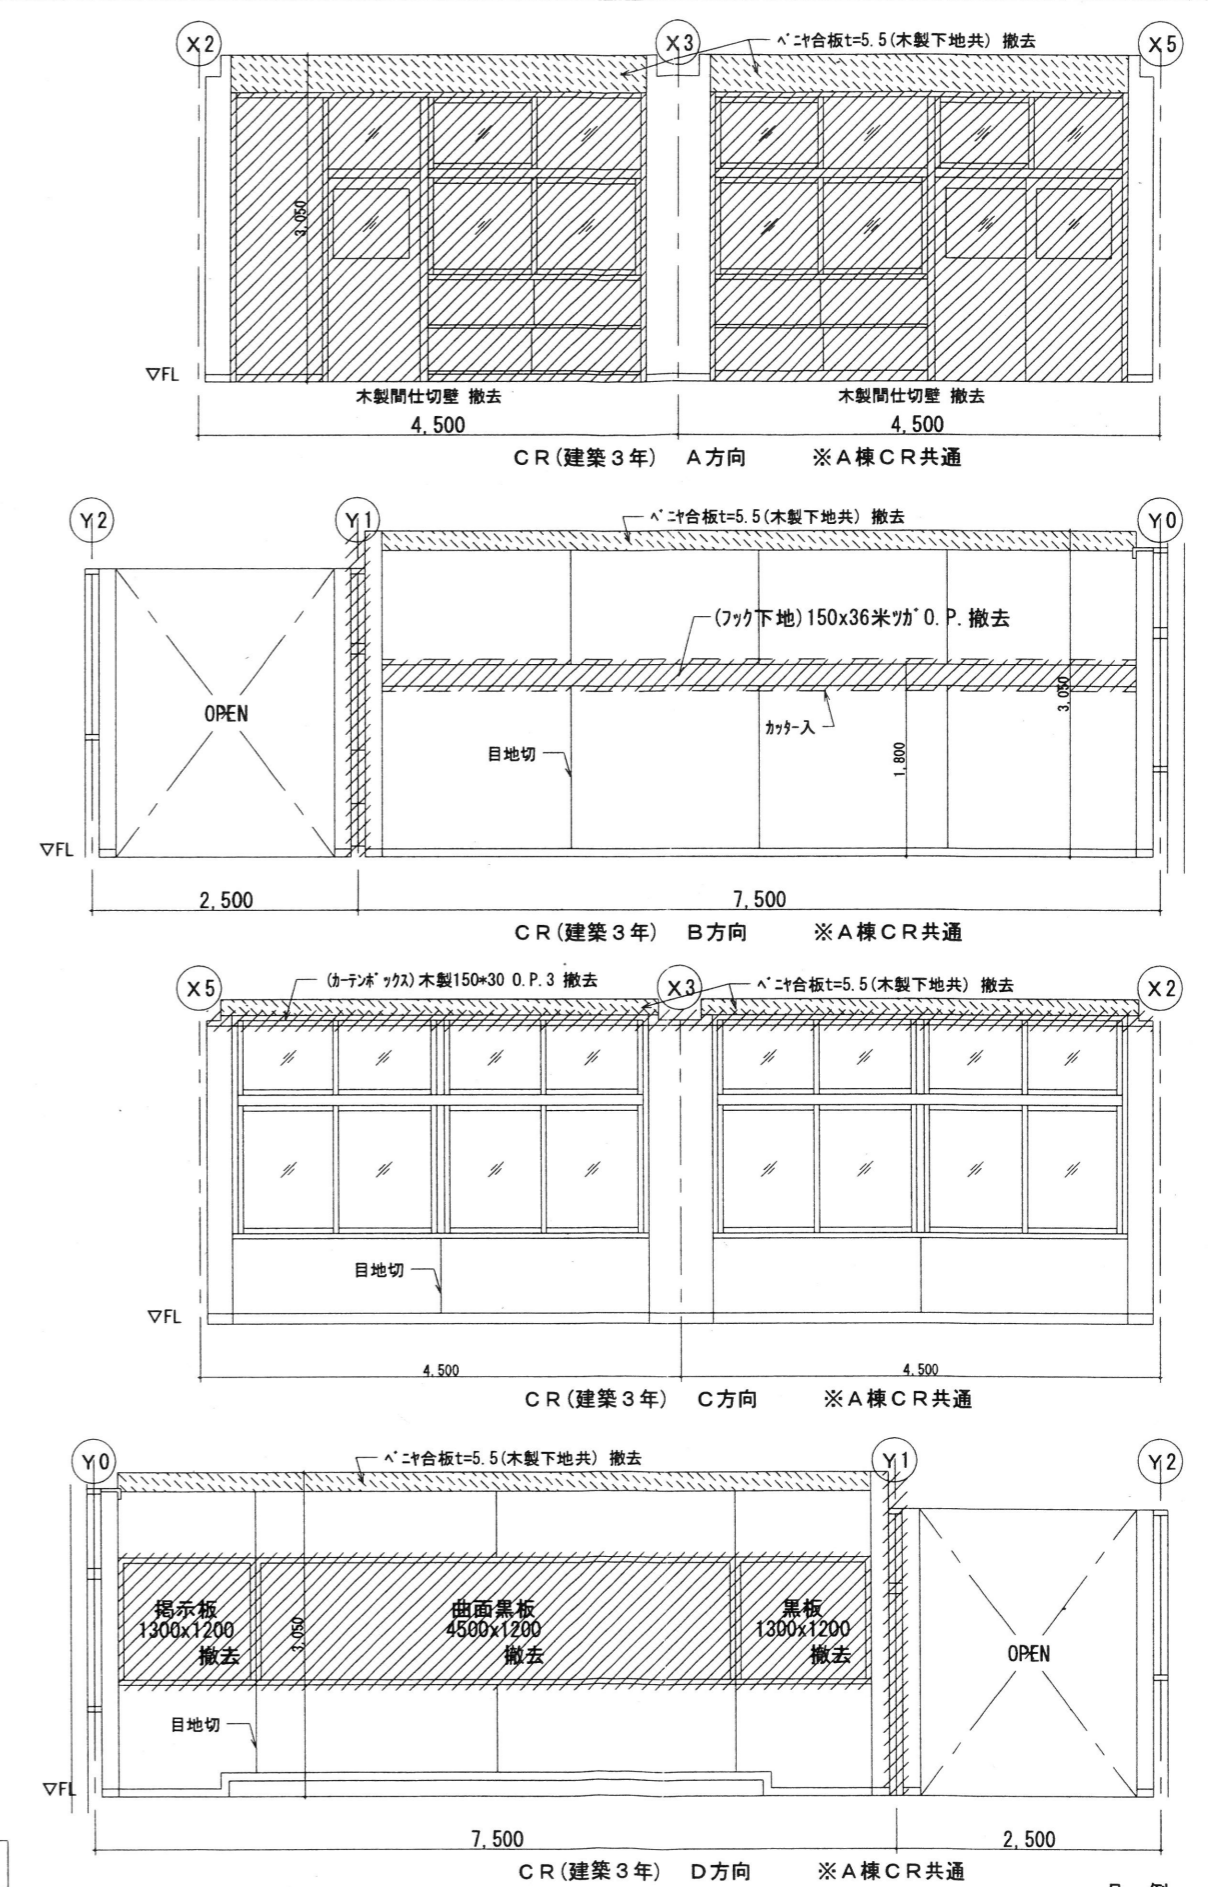 X2
X3
X5
ベニヤ合板t=5.5(木製下地共) 撤去
3,050
▽FL
木製間仕切壁 撤去
木製間仕切壁 撤去
4,500
4,500
CR(建築3年) A方向 ※A棟CR共通
Y2
Y1
Y0
ベニヤ合板t=5.5(木製下地共) 撤去
(フック下地)150x36米ツガO.P.撤去
OPEN
カッター入
目地切
1,800
3,050
▽FL
2,500
7,500
CR(建築3年) B方向 ※A棟CR共通
X5
(カーテンボックス)木製150*30 O.P.3 撤去
X3
ベニヤ合板t=5.5(木製下地共) 撤去
X2
目地切
▽FL
4,500
4,500
CR(建築3年) C方向 ※A棟CR共通
Y0
ベニヤ合板t=5.5(木製下地共) 撤去
Y1
Y2
掲示板
1300x1200
撤去
3,050
曲面黒板
4500x1200
撤去
黒板
1300x1200
撤去
OPEN
目地切
▽FL
7,500
2,500
CR(建築3年) D方向 ※A棟CR共通